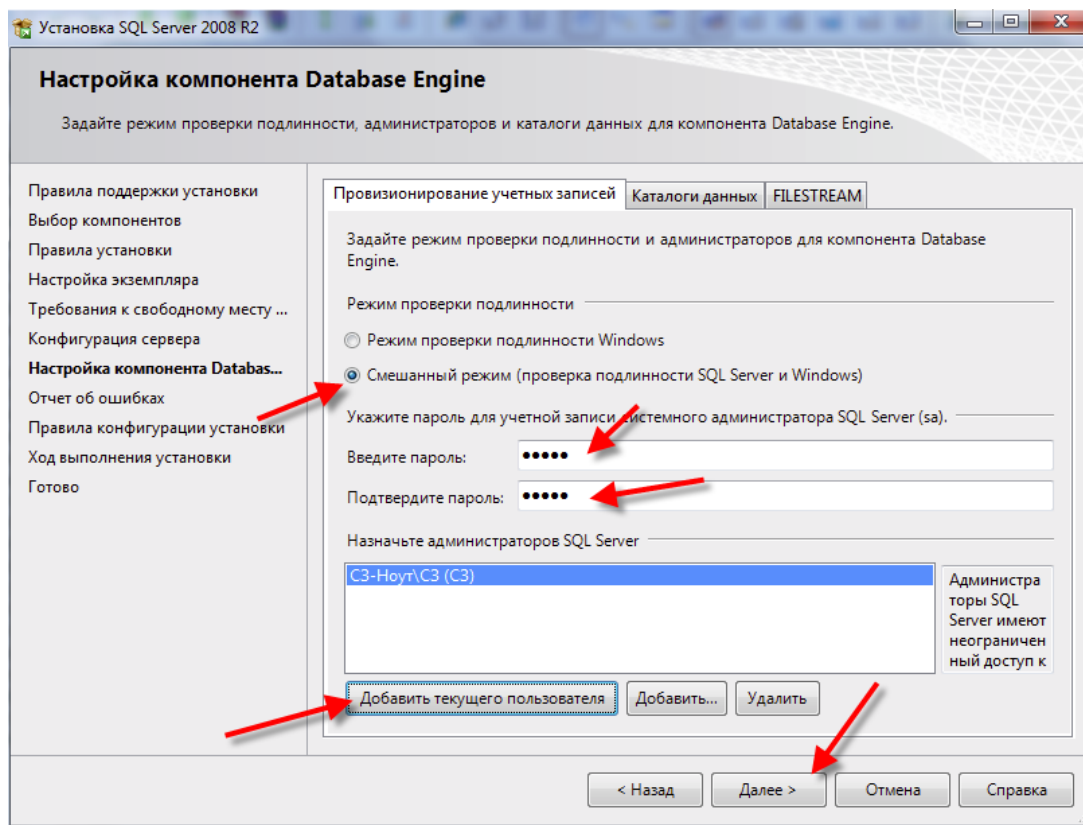 Установка SQL Server 2008 R2
Настройка компонента Database Engine
Задайте режим проверки подлинности, администраторов и каталоги данных для компонента Database Engine.
Правила поддержки установки
Выбор компонентов
Правила установки
Настройка экземпляра
Требования к свободному месту ...
Конфигурация сервера
Настройка компонента Databas...
Отчет об ошибках
Правила конфигурации установки
Ход выполнения установки
Готово
Провизионирование учетных записей
Каталоги данных
FILESTREAM
Задайте режим проверки подлинности и администраторов для компонента Database
Engine.
Режим проверки подлинности
Режим проверки подлинности Windows
Смешанный режим (проверка подлинности SQL Server и Windows)
Укажите пароль для учетной записи системного администратора SQL Server (sa).
Введите пароль: •••••
Подтвердите пароль: •••••
Назначьте администраторов SQL Server
СЗ-Ноут\СЗ (СЗ)
Администра
торы SQL
Server имеют
неограничен
ный доступ к
Добавить текущего пользователя
Добавить...
Удалить
< Назад
Далее >
Отмена
Справка